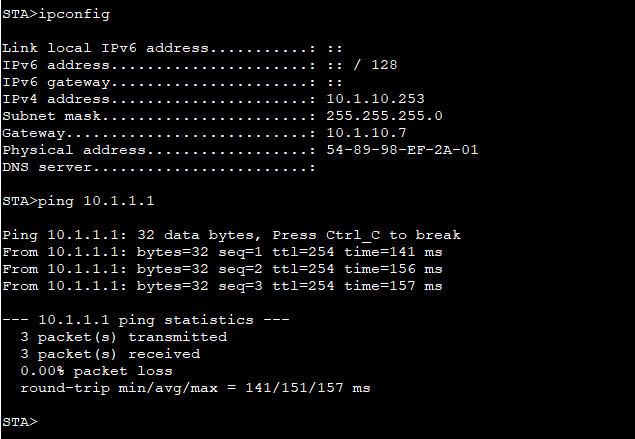 STA>ipconfig
Link local IPv6 address...........: ::
IPv6 address......................: :: / 128
IPv6 gateway......................: ::
IPv4 address......................: 10.1.10.253
Subnet mask.......................: 255.255.255.0
Gateway...........................: 10.1.10.7
Physical address..................: 54-89-98-EF-2A-01
DNS server........................:
STA>ping 10.1.1.1
Ping 10.1.1.1: 32 data bytes, Press Ctrl_C to break
From 10.1.1.1: bytes=32 seq=1 ttl=254 time=141 ms
From 10.1.1.1: bytes=32 seq=2 ttl=254 time=156 ms
From 10.1.1.1: bytes=32 seq=3 ttl=254 time=157 ms
--- 10.1.1.1 ping statistics ---
3 packet(s) transmitted
3 packet(s) received
0.00% packet loss
round-trip min/avg/max = 141/151/157 ms
STA>